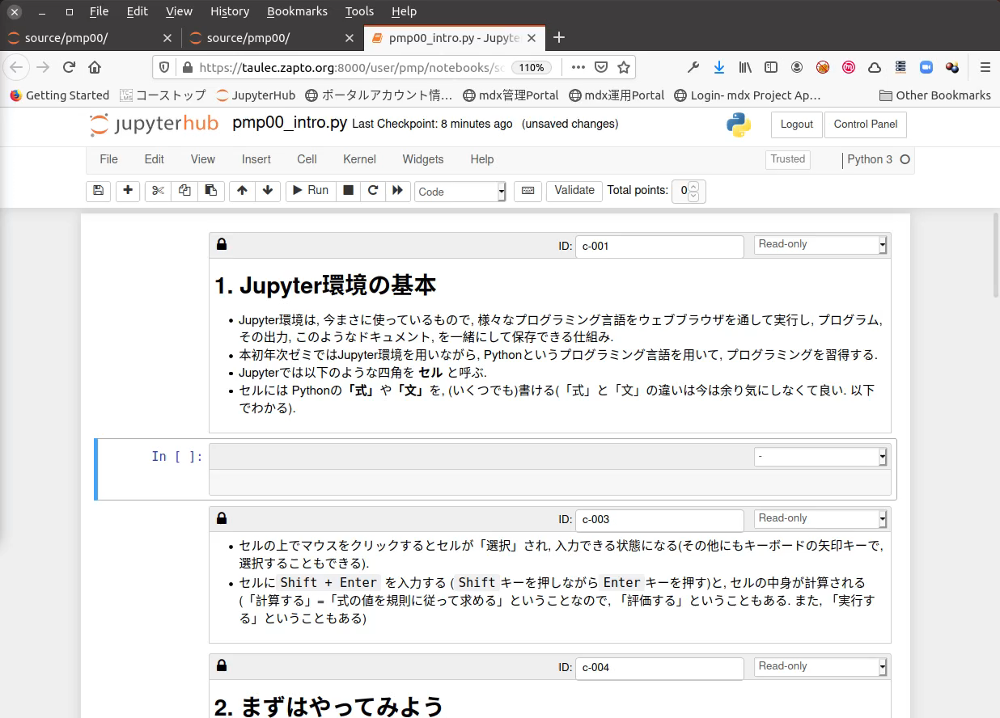 File Edit View History Bookmarks Tools Help
source/pmp00/ source/pmp00/ pmp00_intro.py - Jupyte
https://taulec.zapto.org:8000/user/pmp/notebooks/sc 110%
Getting Started コーストップ JupyterHub ポータルアカウント情… mdx管理Portal mdx運用Portal Login- mdx Project Ap… Other Bookmarks
jupyterhub pmp00_intro.py Last Checkpoint: 8 minutes ago (unsaved changes) Logout Control Panel
File Edit View Insert Cell Kernel Widgets Help Trusted Python 3
Run Code Validate Total points: 0
ID: c-001 Read-only
1. Jupyter環境の基本
• Jupyter環境は, 今まさに使っているもので, 様々なプログラミング言語をウェブブラウザを通して実行し, プログラム,
その出力, このようなドキュメント, を一緒にして保存できる仕組み.
• 本初年次ゼミではJupyter環境を用いながら, Pythonというプログラミング言語を用いて, プログラミングを習得する.
• Jupyterでは以下のような四角を セル と呼ぶ.
• セルには Pythonの「式」や「文」を, (いくつでも)書ける(「式」と「文」の違いは今は余り気にしなくて良い. 以下
でわかる).
In [ ]: -
ID: c-003 Read-only
• セルの上でマウスをクリックするとセルが「選択」され, 入力できる状態になる(その他にもキーボードの矢印キーで,
選択することもできる).
• セルに Shift + Enter を入力する ( Shift キーを押しながら Enter キーを押す)と, セルの中身が計算される
(「計算する」=「式の値を規則に従って求める」ということなので, 「評価する」ということもある. また, 「実行す
る」ということもある)
ID: c-004 Read-only
2. まずはやってみよう